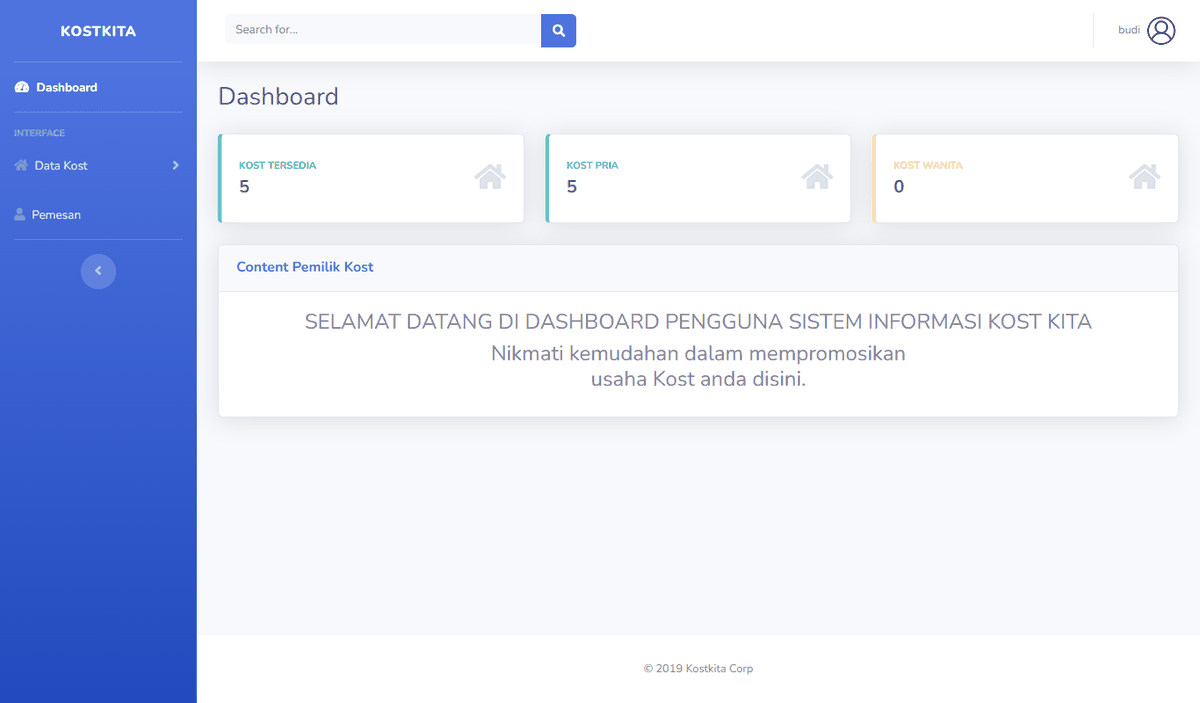 KOSTKITA
Search for...
budi
Dashboard
INTERFACE
Data Kost
Pemesan
Dashboard
KOST TERSEDIA
5
KOST PRIA
5
KOST WANITA
0
Content Pemilik Kost
SELAMAT DATANG DI DASHBOARD PENGGUNA SISTEM INFORMASI KOST KITA
Nikmati kemudahan dalam mempromosikan
usaha Kost anda disini.
© 2019 Kostkita Corp